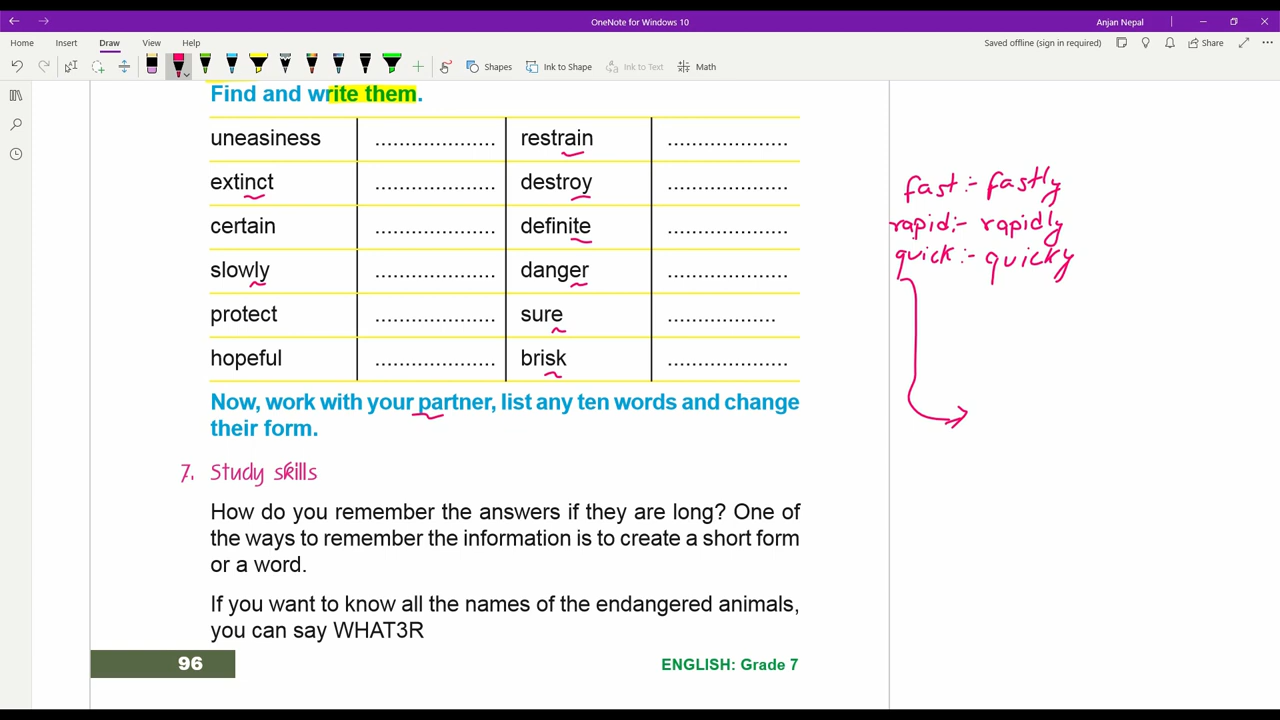 OneNote for Windows 10
Anjan Nepal
Home Insert Draw View Help
Saved offline (sign in required)
Share
Shapes
Ink to Shape
Ink to Text
Math
Find and write them.
uneasiness .................... restrain ....................
extinct .................... destroy ....................
certain .................... definite ....................
slowly .................... danger ....................
protect .................... sure ..................
hopeful .................... brisk ....................
Now, work with your partner, list any ten words and change
their form.
7. Study skills
How do you remember the answers if they are long? One of
the ways to remember the information is to create a short form
or a word.
If you want to know all the names of the endangered animals,
you can say WHAT3R
96
ENGLISH: Grade 7
fast :- fastly
rapid :- rapidly
quick :- quicky